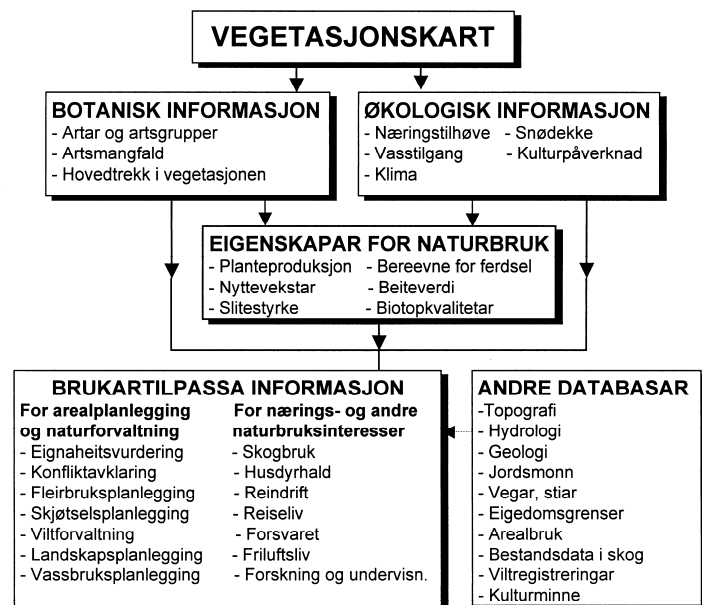 VEGETASJONSKART
BOTANISK INFORMASJON
- Artar og artsgrupper
- Artsmangfald
- Hovedtrekk i vegetasjonen
ØKOLOGISK INFORMASJON
- Næringstilhøve - Snødekke
- Vasstilgang - Kulturpåverknad
- Klima
EIGENSKAPAR FOR NATURBRUK
- Planteproduksjon - Bereevne for ferdsel
- Nyttevekstar - Beiteverdi
- Slitestyrke - Biotopkvalitetar
BRUKARTILPASSA INFORMASJON
For arealplanlegging
og naturforvaltning
- Eignaheitsvurdering
- Konfliktavklaring
- Fleirbruksplanlegging
- Skjøtselsplanlegging
- Viltforvaltning
- Landskapsplanlegging
- Vassbruksplanlegging
For nærings- og andre
naturbruksinteresser
- Skogbruk
- Husdyrhald
- Reindrift
- Reiseliv
- Forsvaret
- Friluftsliv
- Forskning og undervisn.
ANDRE DATABASAR
-Topografi
- Hydrologi
- Geologi
- Jordsmonn
- Vegar, stiar
- Eigedomsgrenser
- Arealbruk
- Bestandsdata i skog
- Viltregistreringar
- Kulturminne